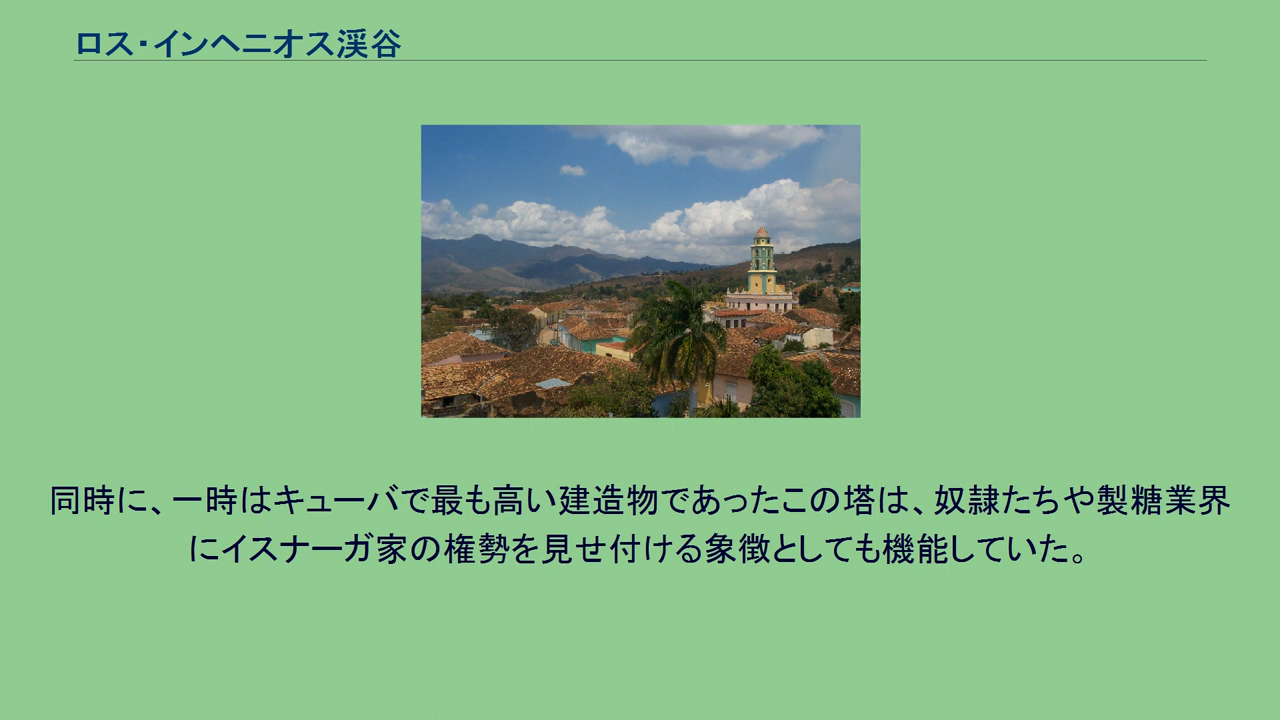 ロス・インヘニオス渓谷
同時に、一時はキューバで最も高い建造物であったこの塔は、奴隷たちや製糖業界
にイスナーガ家の権勢を見せ付ける象徴としても機能していた。